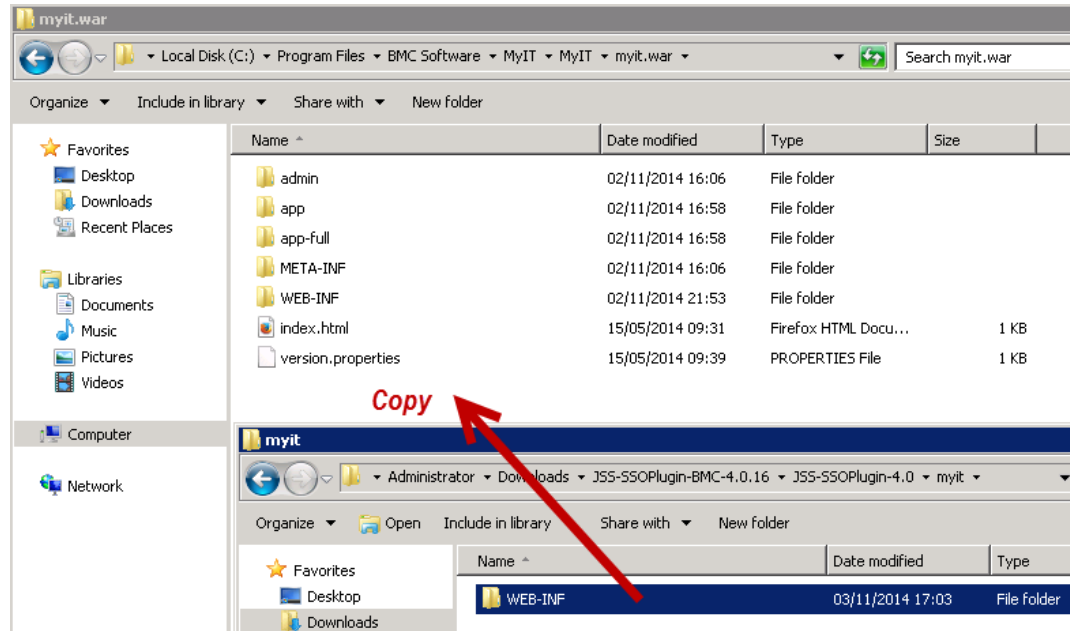 myit.war
Local Disk (C:) Program Files BMC Software MyIT MyIT myit.war Search myit.war
Organize Include in library Share with New folder
Favorites
Desktop
Downloads
Recent Places
Libraries
Documents
Music
Pictures
Videos
Computer
Network
Name Date modified Type Size
admin 02/11/2014 16:06 File folder
app 02/11/2014 16:58 File folder
app-full 02/11/2014 16:58 File folder
META-INF 02/11/2014 16:06 File folder
WEB-INF 02/11/2014 21:53 File folder
index.html 15/05/2014 09:31 Firefox HTML Docu... 1 KB
version.properties 15/05/2014 09:39 PROPERTIES File 1 KB
Copy
myit
Administrator Downloads JSS-SSOPlugin-BMC-4.0.16 JSS-SSOPlugin-4.0 myit
Organize Open Include in library Share with New folder
Favorites
Desktop
Downloads
Name Date modified Type
WEB-INF 03/11/2014 17:03 File folder